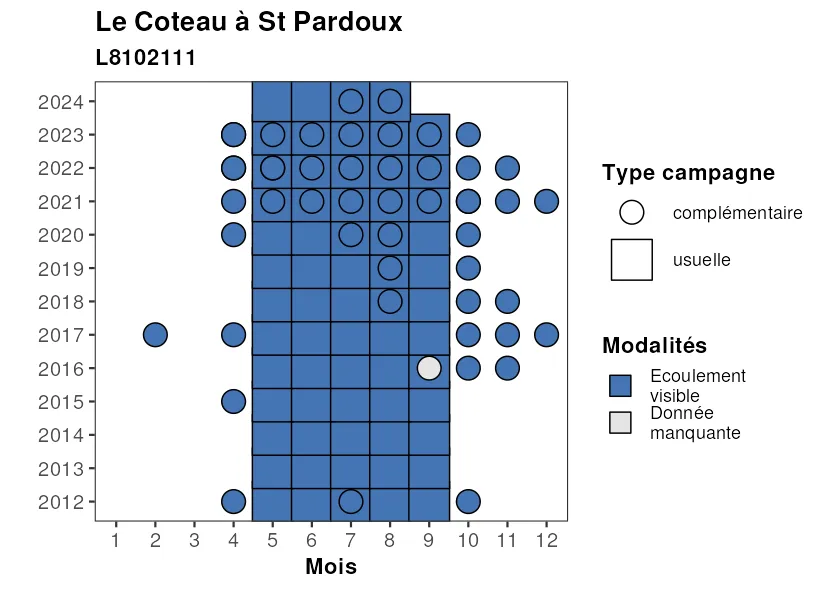 Le Coteau à St Pardoux
L8102111
2024
2023
2022
2021
2020
2019
2018
2017
2016
2015
2014
2013
2012
1 2 3 4 5 6 7 8 9 10 11 12
Mois
Type campagne
complémentaire
usuelle
Modalités
Ecoulement
visible
Donnée
manquante